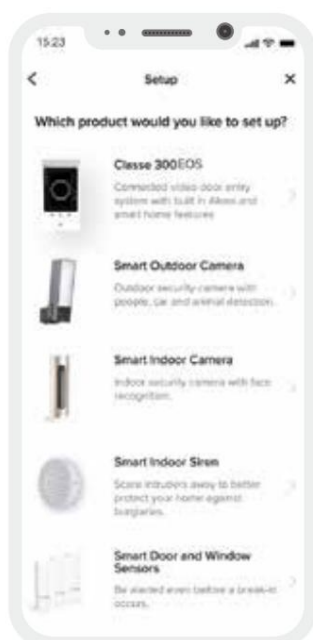 15:23
Setup
Which product would you like to set up?
Classe 300EOS
Connected video door entry
system with built in Alexa and
smart home features
Smart Outdoor Camera
Outdoor security camera with
people, car and animal detection.
Smart Indoor Camera
Indoor security camera with face
recognition.
Smart Indoor Siren
Scare intruders away to better
protect your home against
burglaries.
Smart Door and Window
Sensors
Be alerted even before a break-in
occurs.